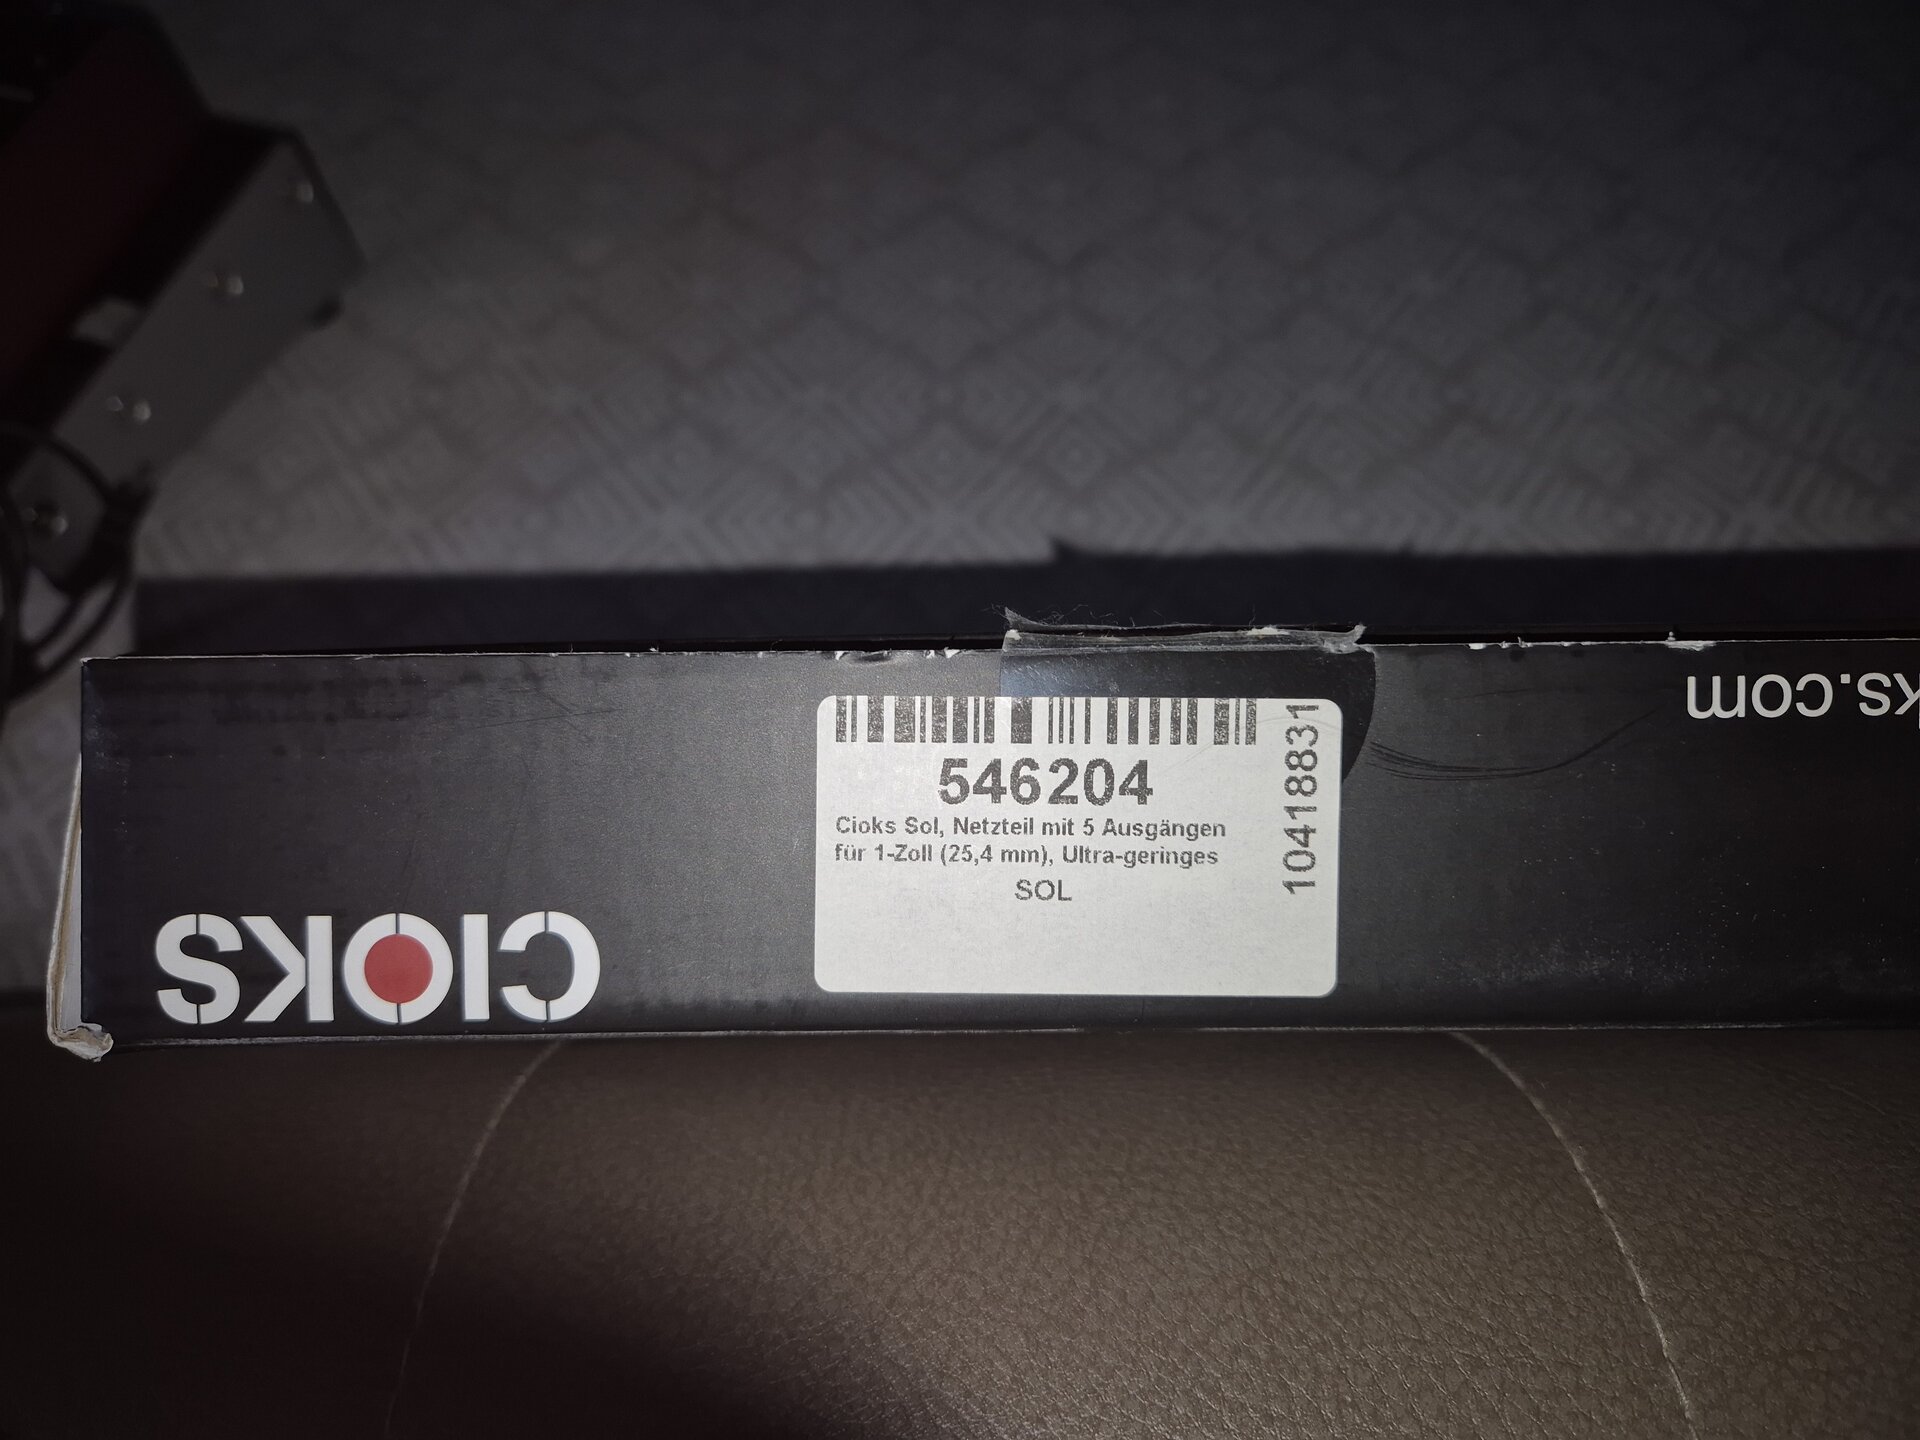 ks.com
546204
Cioks Sol, Netzteil mit 5 Ausgängen
für 1-Zoll (25,4 mm), Ultra-geringes
SOL
10418831
CIOKS